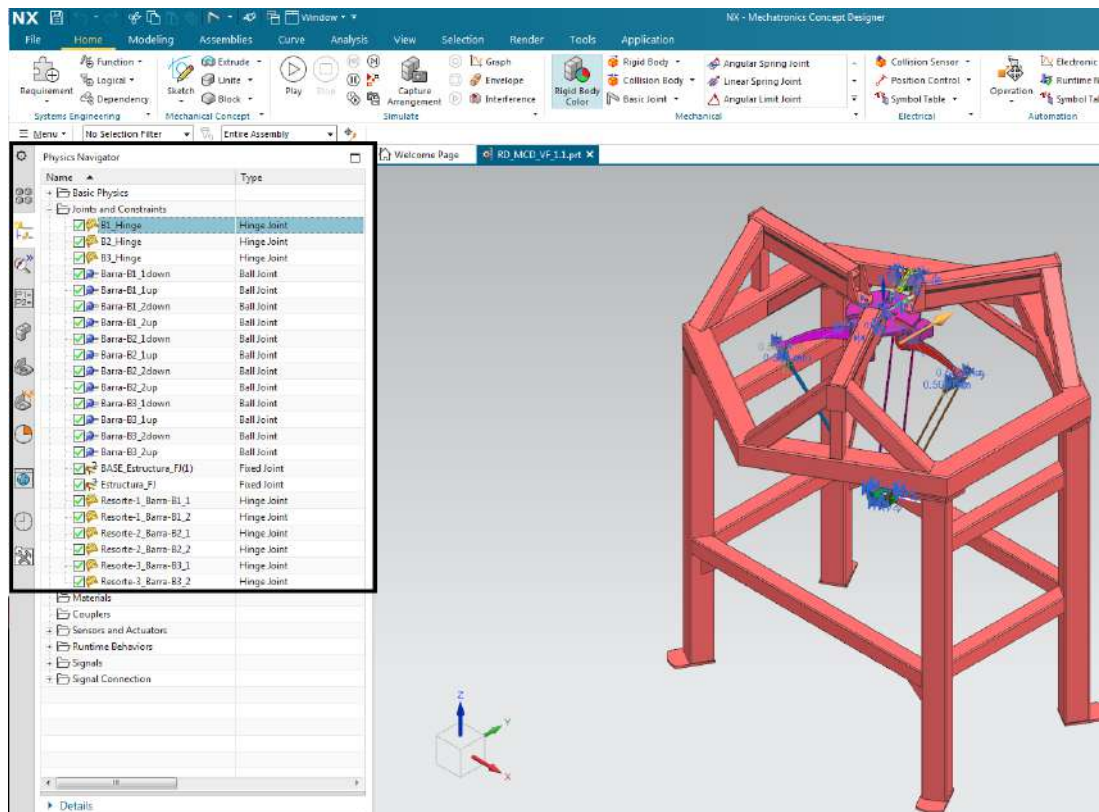 NX Window NX - Mechatronics Concept Designer
File Home Modeling Assemblies Curve Analysis View Selection Render Tools Application
Requirement Function Logical Dependency Sketch Extrude Unite Block Play Stop Capture Arrangement Graph Envelope Interference Rigid Body Color Rigid Body Collision Body Basic Joint Angular Spring Joint Linear Spring Joint Angular Limit Joint Collision Sensor Position Control Symbol Table Operation Electronic Runtime N Symbol Tab
Systems Engineering Mechanical Concept Simulate Mechanical Electrical Automation
Menu No Selection Filter Entire Assembly
Physics Navigator Welcome Page RD_MCD_VF_1.1.prt
Name Type
Basic Physics
Joints and Constraints
B1_Hinge Hinge Joint
B2_Hinge Hinge Joint
B3_Hinge Hinge Joint
Barra-B1_1down Ball Joint
Barra-B1_1up Ball Joint
Barra-B1_2down Ball Joint
Barra-B1_2up Ball Joint
Barra-B2_1down Ball Joint
Barra-B2_1up Ball Joint
Barra-B2_2down Ball Joint
Barra-B2_2up Ball Joint
Barra-B3_1down Ball Joint
Barra-B3_1up Ball Joint
Barra-B3_2down Ball Joint
Barra-B3_2up Ball Joint
BASE_Estructura_FJ(1) Fixed Joint
Estructura_FJ Fixed Joint
Resorte-1_Barra-B1_1 Hinge Joint
Resorte-1_Barra-B1_2 Hinge Joint
Resorte-2_Barra-B2_1 Hinge Joint
Resorte-2_Barra-B2_2 Hinge Joint
Resorte-3_Barra-B3_1 Hinge Joint
Resorte-3_Barra-B3_2 Hinge Joint
Materials
Couplers
Sensors and Actuators
Runtime Behaviors
Signals
Signal Connection
Z
Y
X
Details